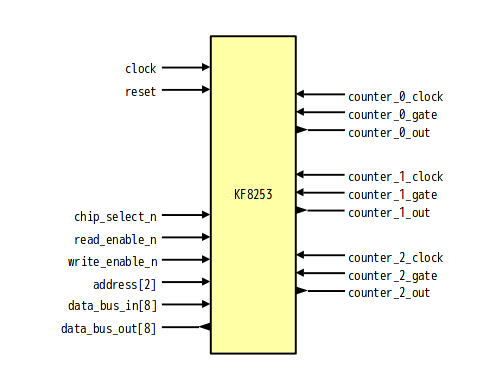 clock
reset
chip_select_n
read_enable_n
write_enable_n
address[2]
data_bus_in[8]
data_bus_out[8]
KF8253
counter_0_clock
counter_0_gate
counter_0_out
counter_1_clock
counter_1_gate
counter_1_out
counter_2_clock
counter_2_gate
counter_2_out